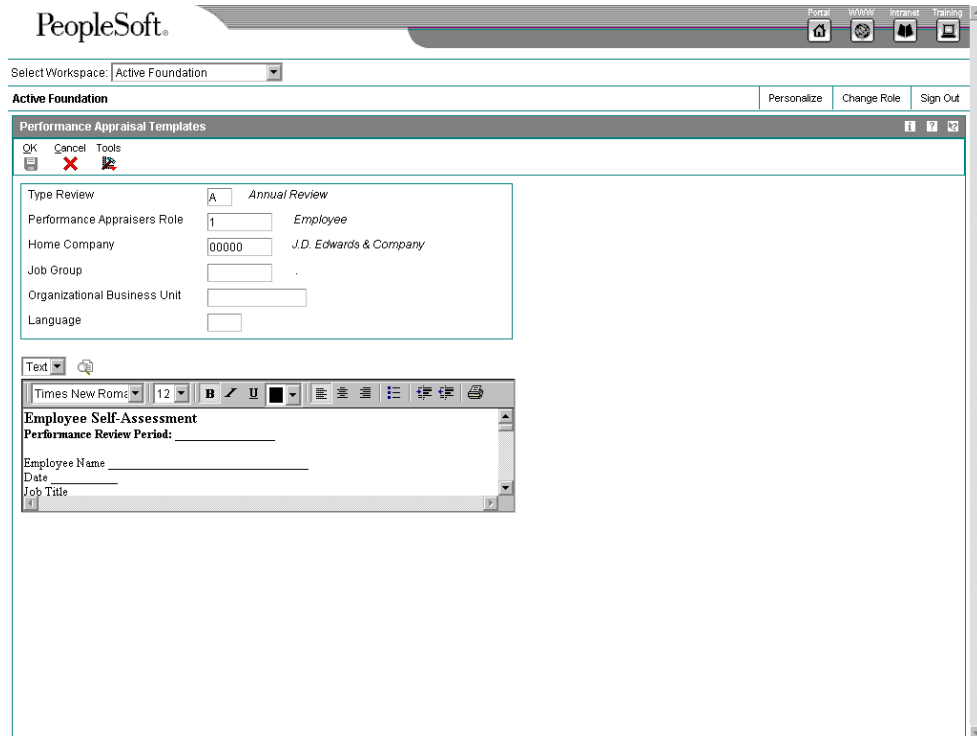 PeopleSoft®
Portal WWW Intranet Training
Select Workspace: Active Foundation
Active Foundation
Personalize Change Role Sign Out
Performance Appraisal Templates
i ?
OK Cancel Tools
Type Review A Annual Review
Performance Appraisers Role 1 Employee
Home Company 00000 J.D. Edwards & Company
Job Group .
Organizational Business Unit
Language
Text
Times New Roma 12 B I U
Employee Self-Assessment
Performance Review Period: _______________
Employee Name ______________________________
Date __________
Job Title